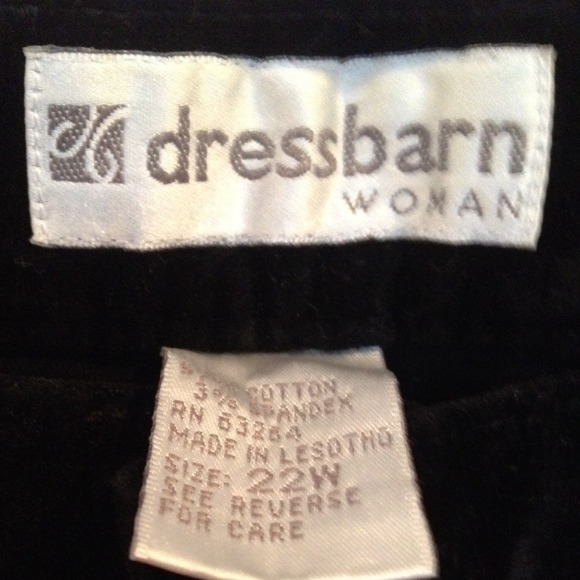 dressbarn
WOMAN
COTTON
3% SPANDEX
RN 63264
MADE IN LESOTHO
SIZE: 22W
SEE REVERSE
FOR CARE